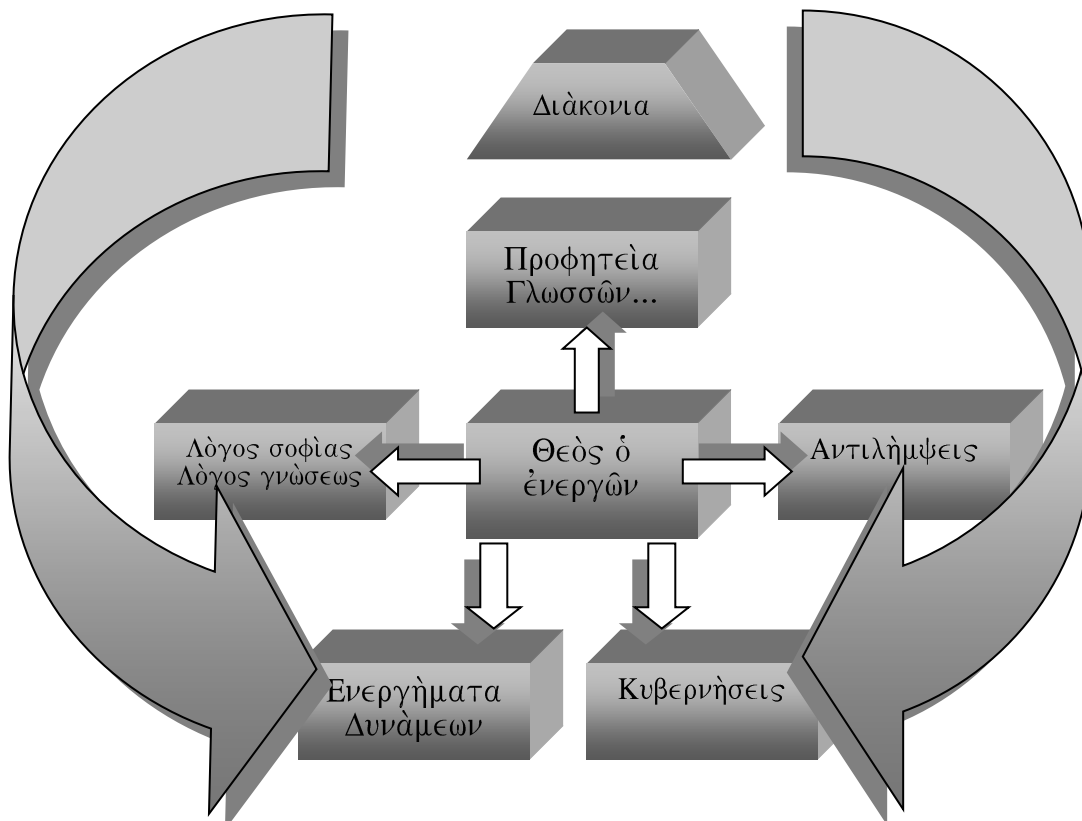 Διὰκονια
Προφητεὶα
Γλωσσῶν...
Λὸγος σοφὶας
Λὸγος γνὼσεως
Θεὸς ὁ
ἐνεργῶν
Αντιλὴμψεις
Ενεργὴματα
Δυνὰμεων
Κυβερνὴσεις